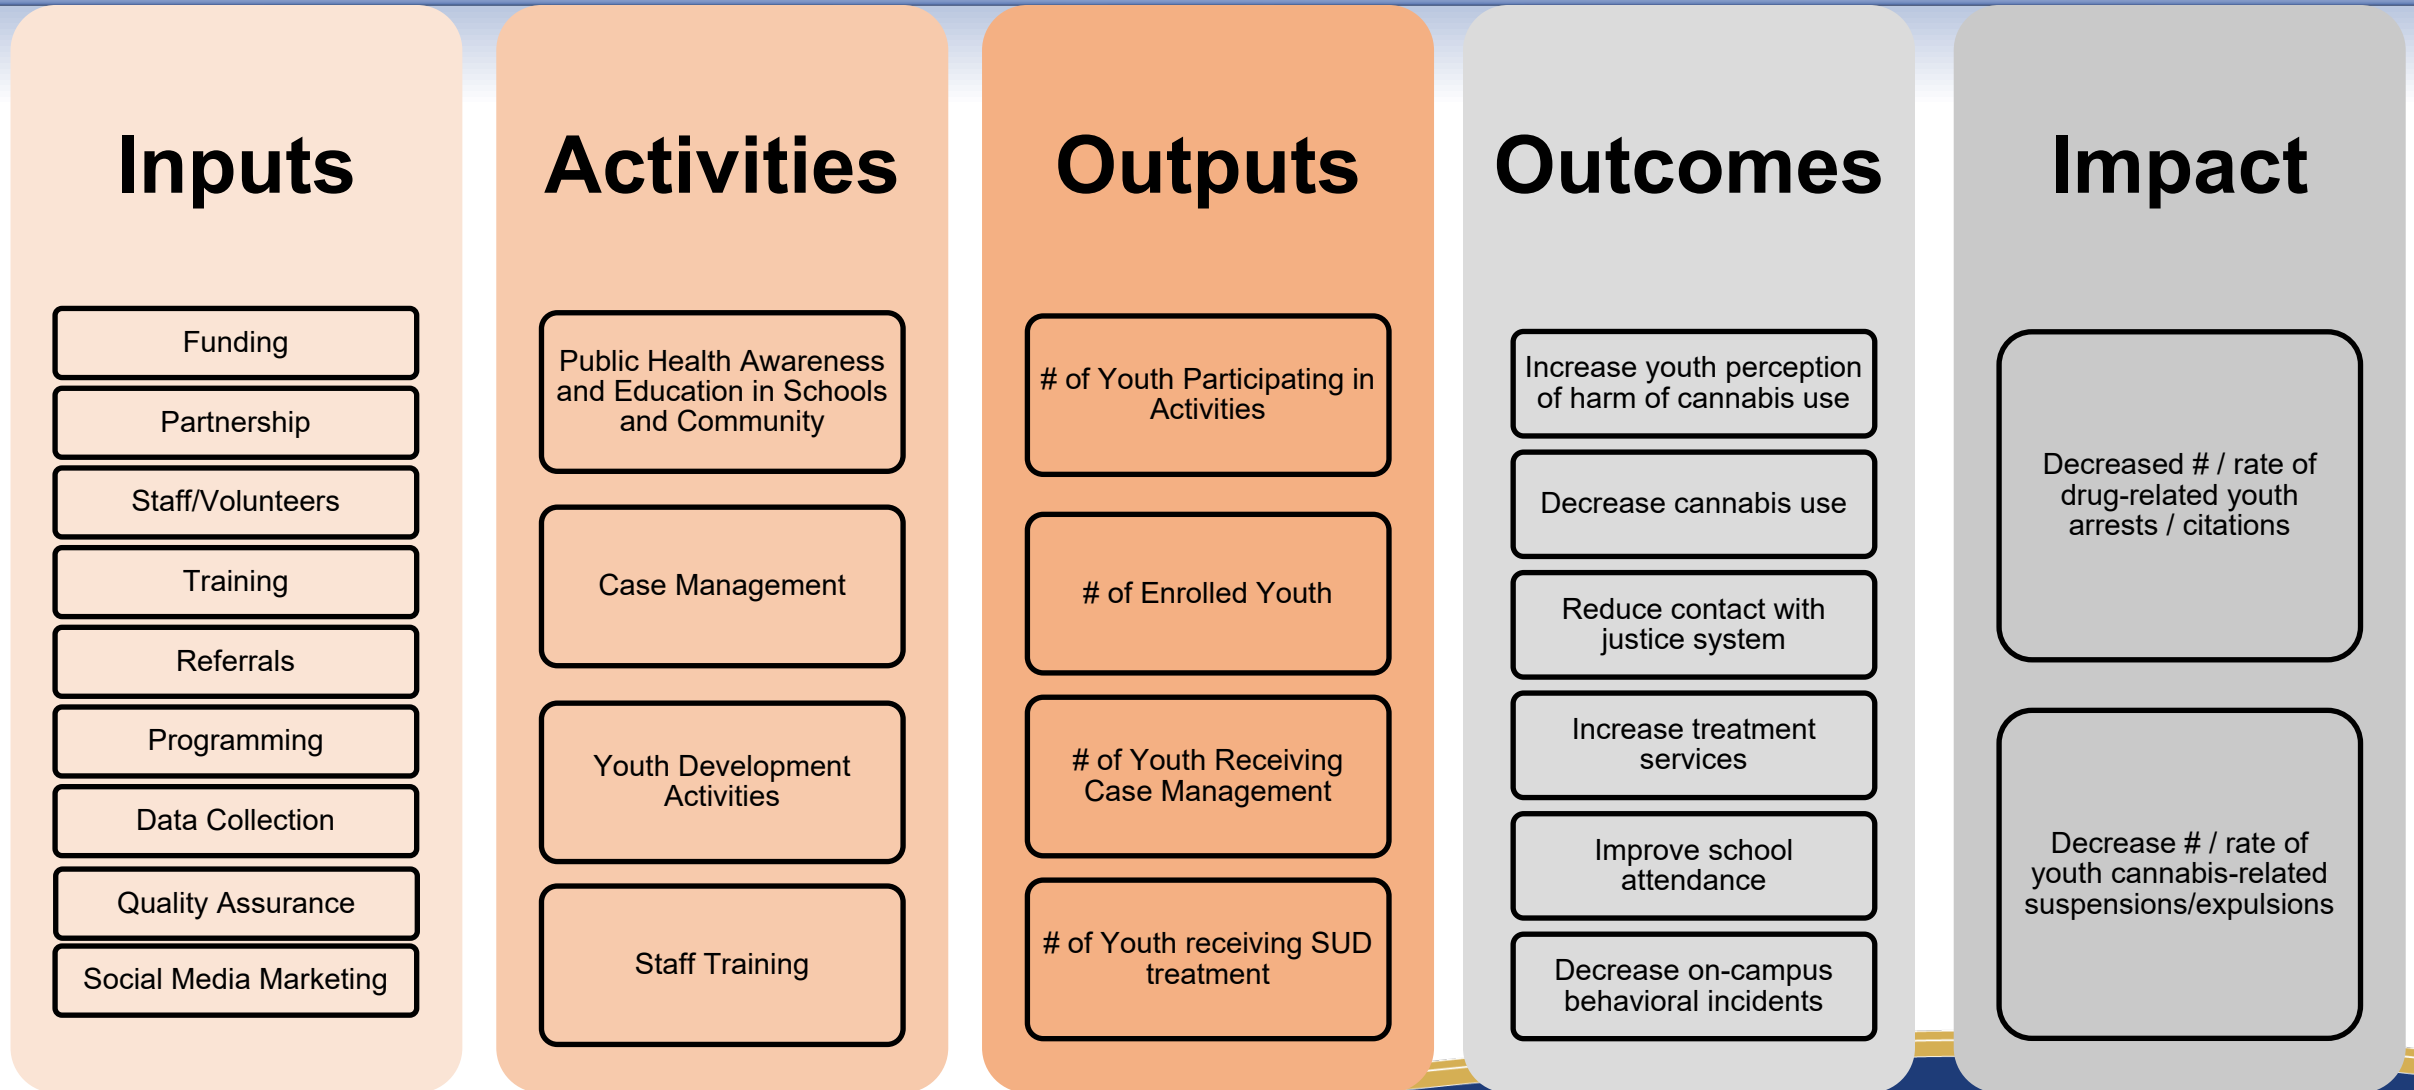 Inputs
Funding
Partnership
Staff/Volunteers
Training
Referrals
Programming
Data Collection
Quality Assurance
Social Media Marketing
Activities
Public Health Awareness
and Education in Schools
and Community
Case Management
Youth Development
Activities
Staff Training
Outputs
# of Youth Participating in
Activities
# of Enrolled Youth
# of Youth Receiving
Case Management
# of Youth receiving SUD
treatment
Outcomes
Increase youth perception
of harm of cannabis use
Decrease cannabis use
Reduce contact with
justice system
Increase treatment
services
Improve school
attendance
Decrease on-campus
behavioral incidents
Impact
Decreased # / rate of
drug-related youth
arrests / citations
Decrease # / rate of
youth cannabis-related
suspensions/expulsions